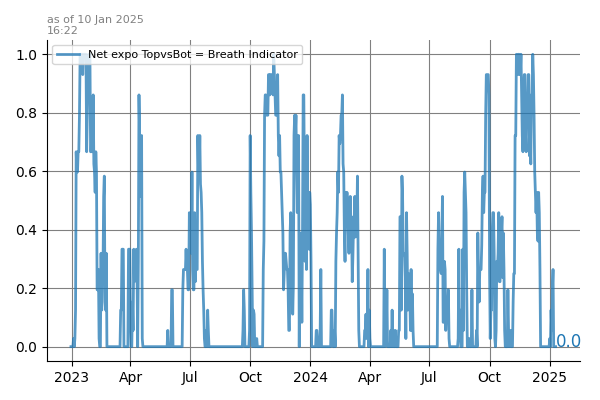 as of 10 Jan 2025
16:22
Net expo TopvsBot = Breath Indicator
1.0
0.8
0.6
0.4
0.2
0.0
0.0
2023 Apr Jul Oct 2024 Apr Jul Oct 2025